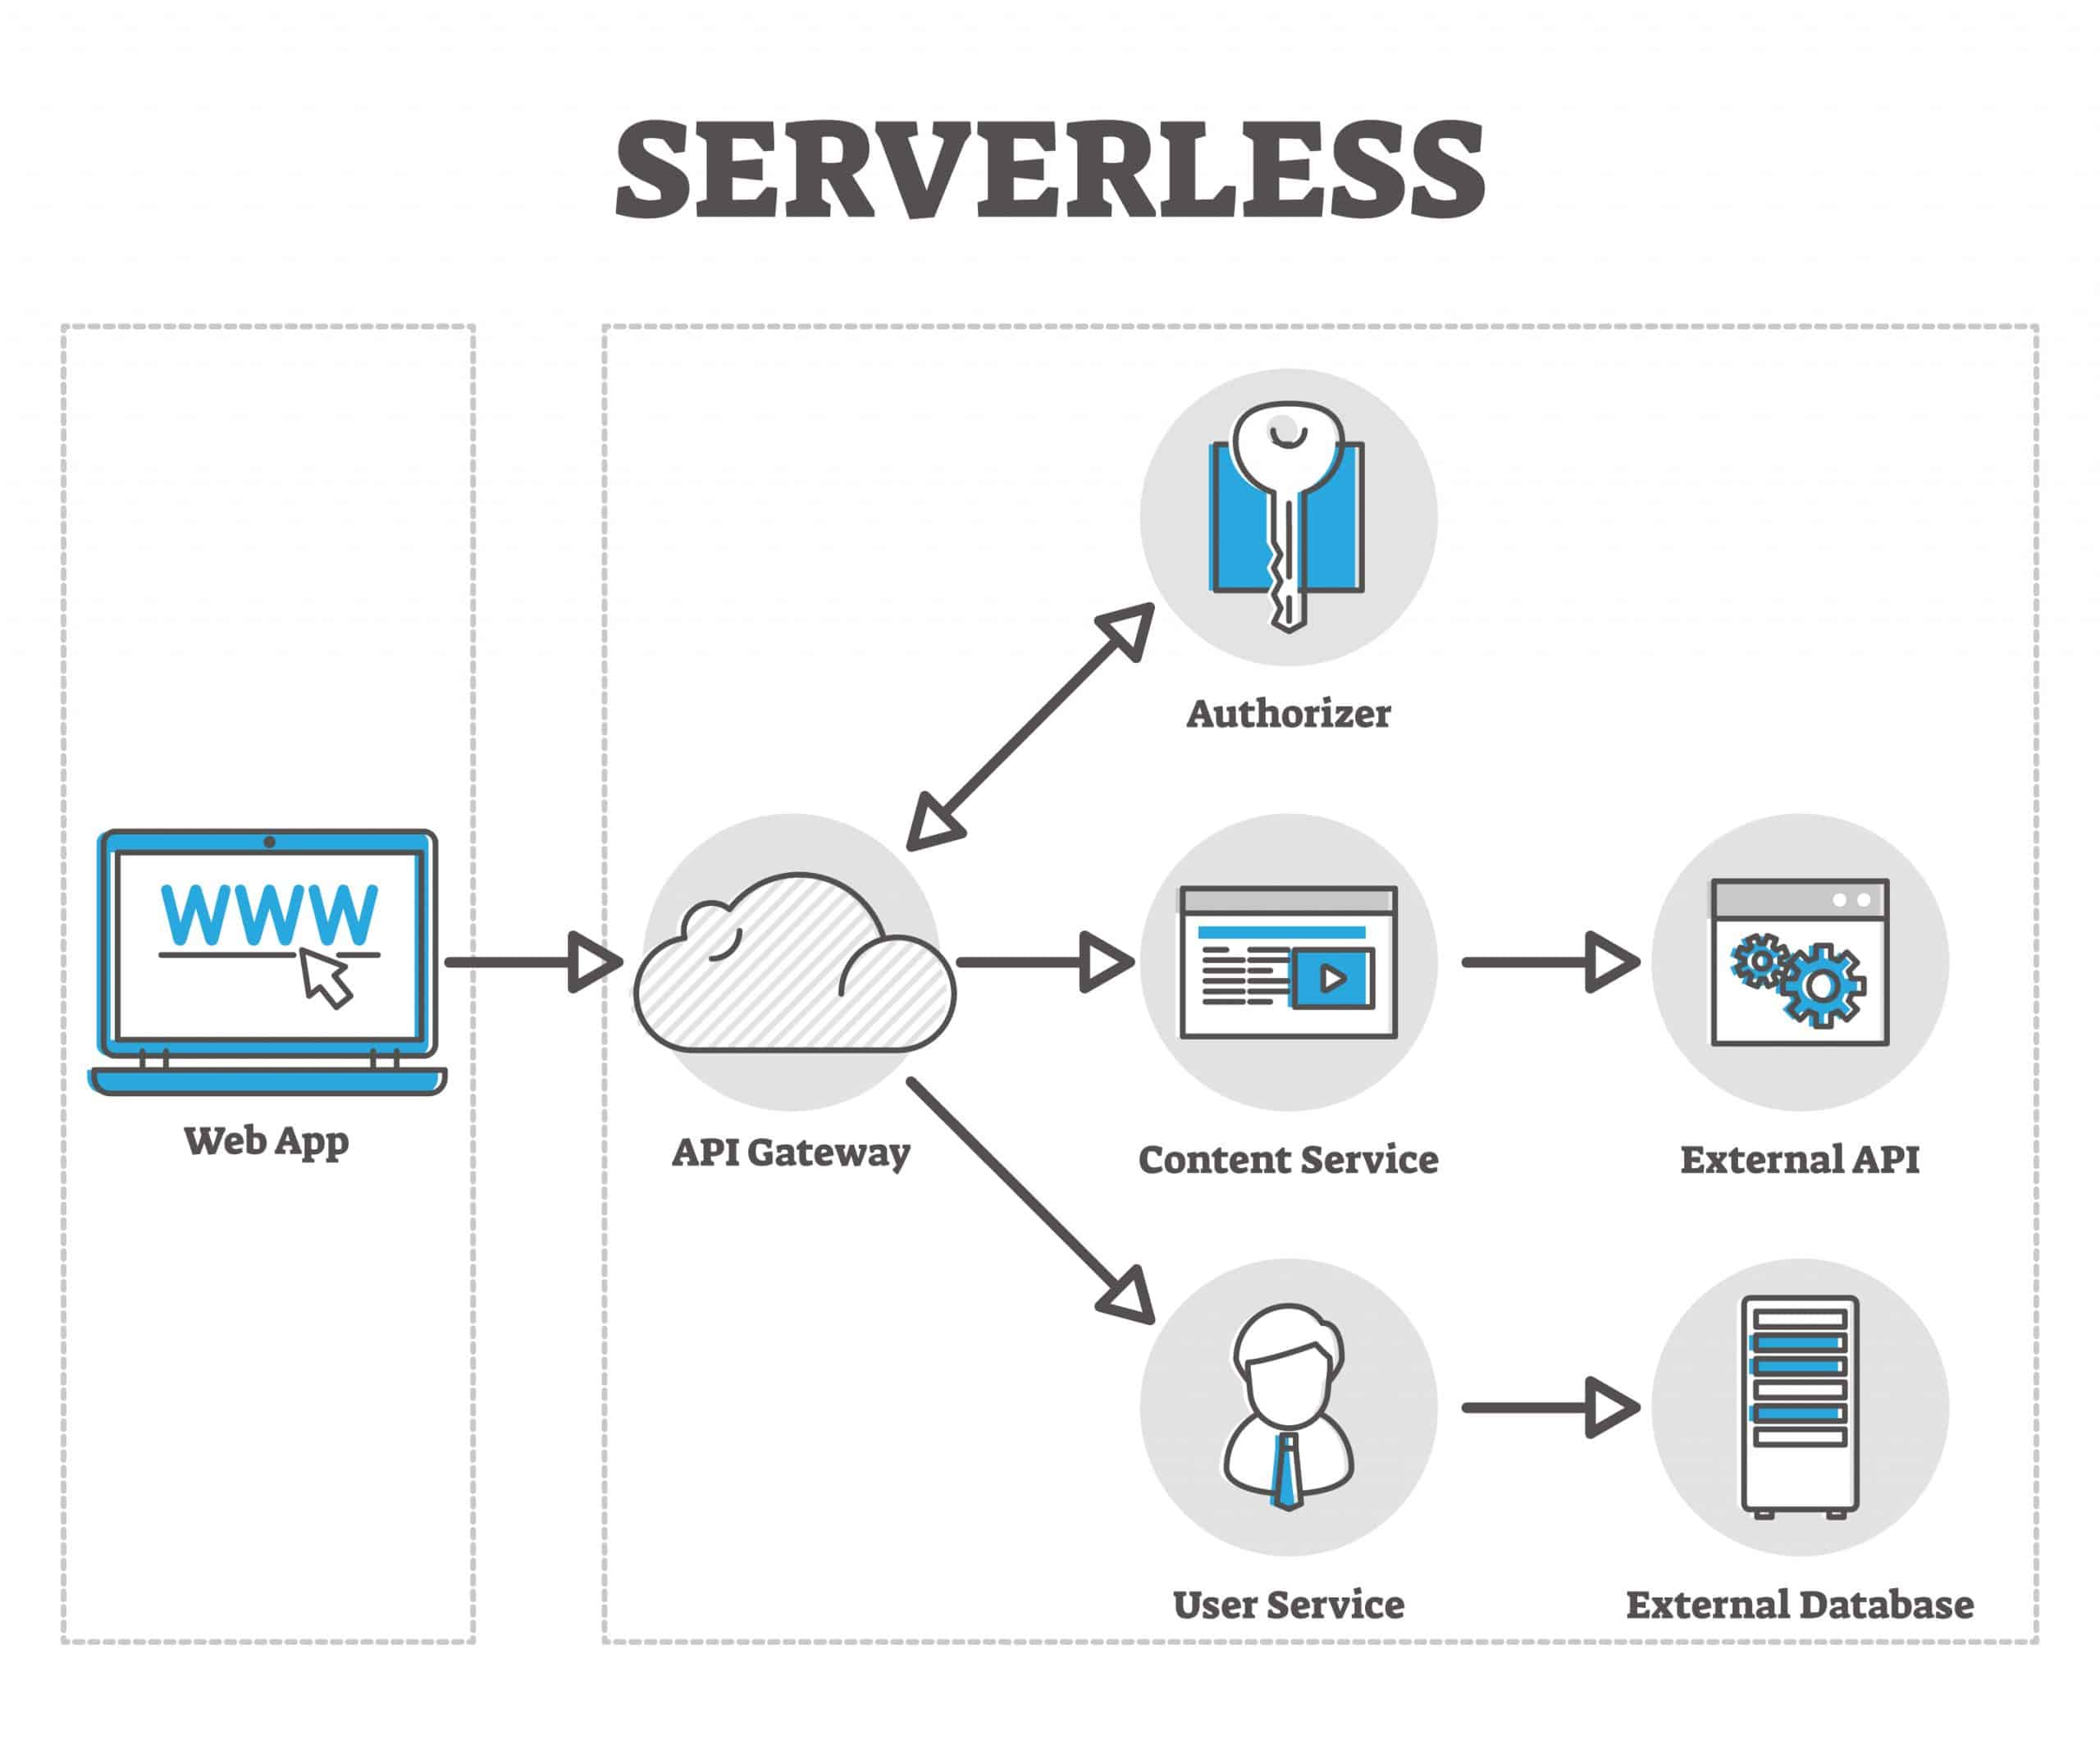 SERVERLESS
Authorizer
WWW
Web App
API Gateway
Content Service
External API
User Service
External Database